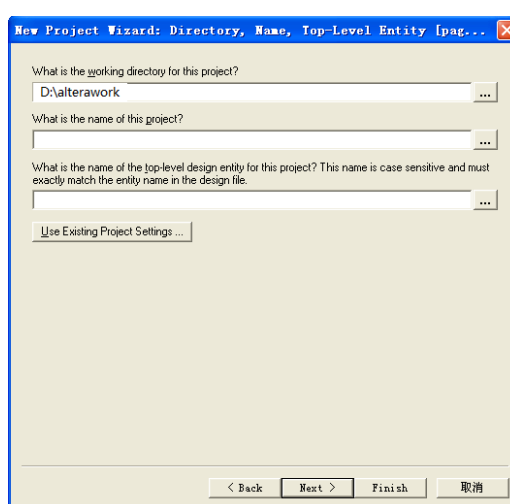 New Project Wizard: Directory, Name, Top-Level Entity [pag...
What is the working directory for this project?
D:\alterawork
...
What is the name of this project?
...
What is the name of the top-level design entity for this project? This name is case sensitive and must
exactly match the entity name in the design file.
...
Use Existing Project Settings ...
< Back Next > Finish 取消